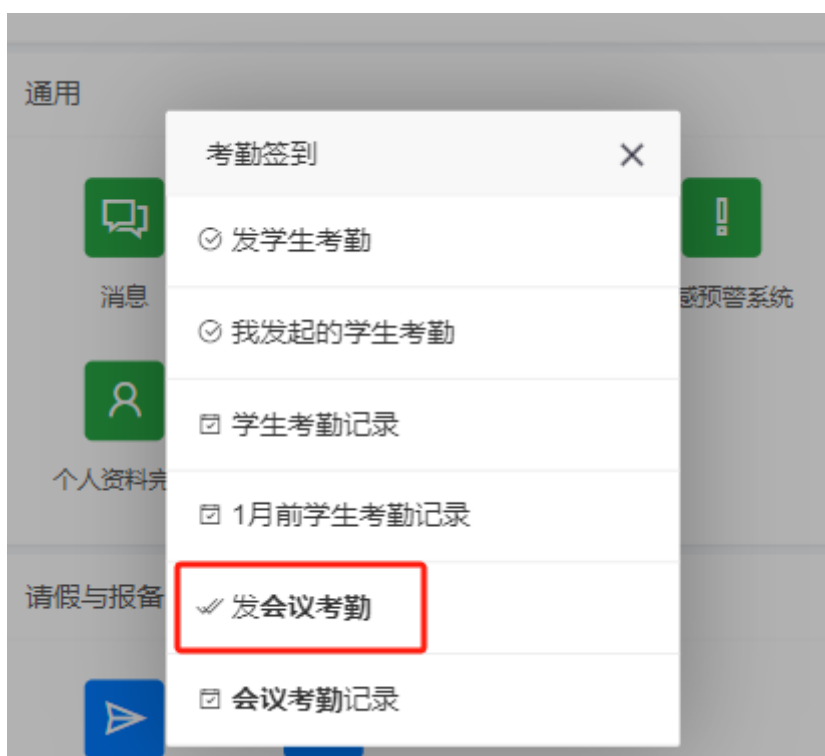 通用
考勤签到
发学生考勤
消息
感预警系统
我发起的学生考勤
学生考勤记录
个人资料完
1月前学生考勤记录
请假与报备
发会议考勤
会议考勤记录